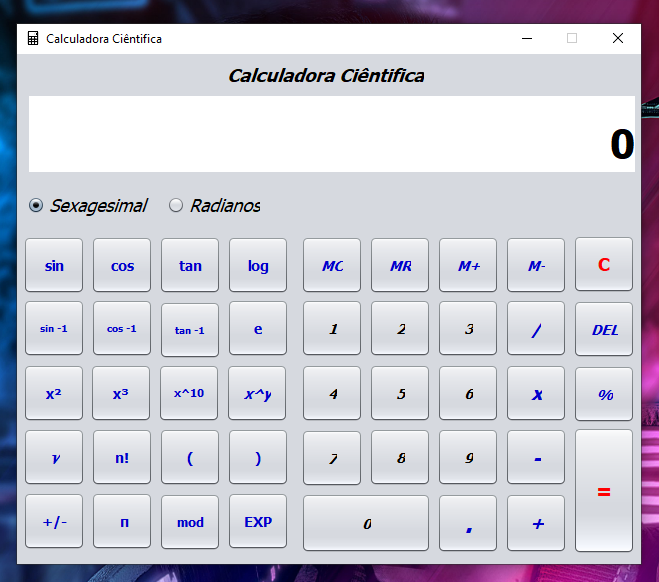 Calculadora Ciêntifica
Calculadora Ciêntifica
0
Sexagesimal Radianos
sin cos tan log MC MR M+ M- C
sin -1 cos -1 tan -1 e 1 2 3 / DEL
x² x³ x^10 x^y 4 5 6 x %
γ n! ( ) 7 8 9 - =
+/- π mod EXP 0 . +